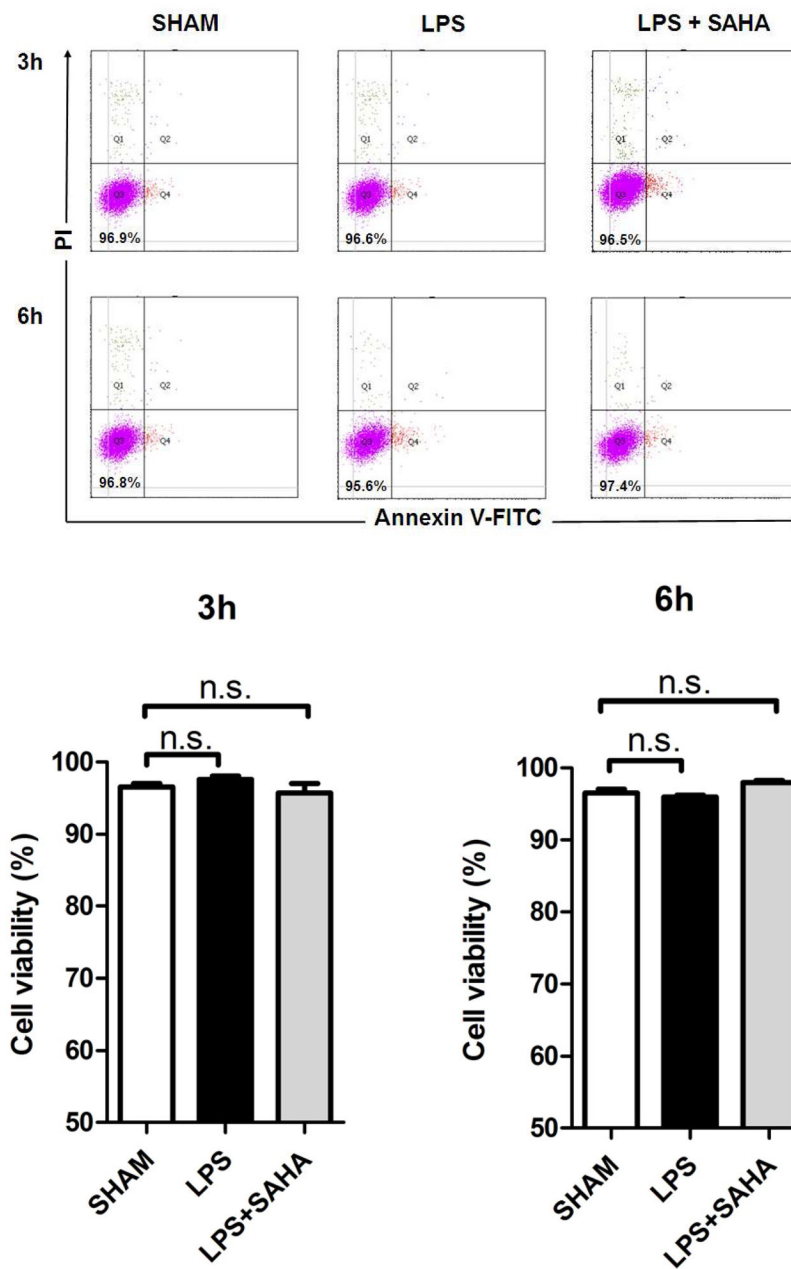 SHAM LPS LPS + SAHA
3h
Q1 Q2 Q1 Q2 Q1 Q2
Q3 Q4 Q3 Q4 Q3 Q4
PI
96.9% 96.6% 96.5%
6h
Q1 Q2 Q1 Q2 Q1 Q2
Q3 Q4 Q3 Q4 Q3 Q4
96.8% 95.6% 97.4%
Annexin V-FITC
3h
n.s.
n.s.
Cell viability (%)
100
90
80
70
60
50
SHAM
LPS
LPS+SAHA
6h
n.s.
n.s.
Cell viability (%)
100
90
80
70
60
50
SHAM
LPS
LPS+SAHA